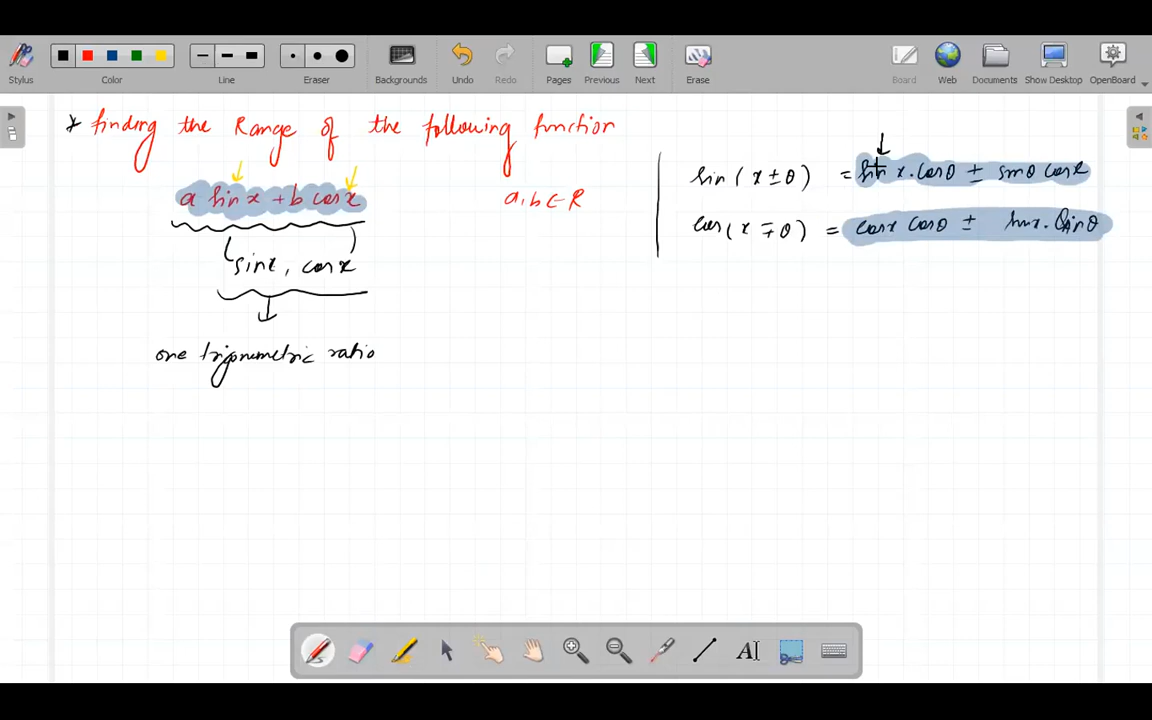 Stylus
Color
Line
Eraser
Backgrounds
Undo
Redo
Pages
Previous
Next
Erase
Board
Web
Documents
Show Desktop
OpenBoard
* Finding the Range of the following function
a sin x + b cos x
a, b ∈ R
sin x, cos x
one trigonometric ratio
sin(x ± θ) = sin x . cos θ ± sin θ cos x
cos(x ∓ θ) = cos x cos θ ± sin x . sin θ